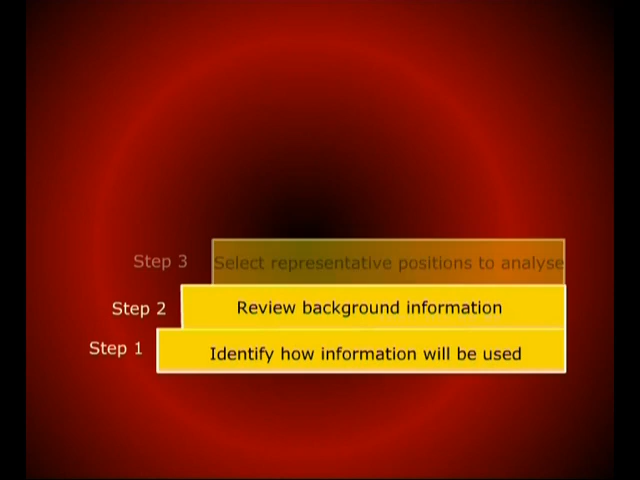 Step 3 Select representative positions to analyse
Step 2 Review background information
Step 1 Identify how information will be used